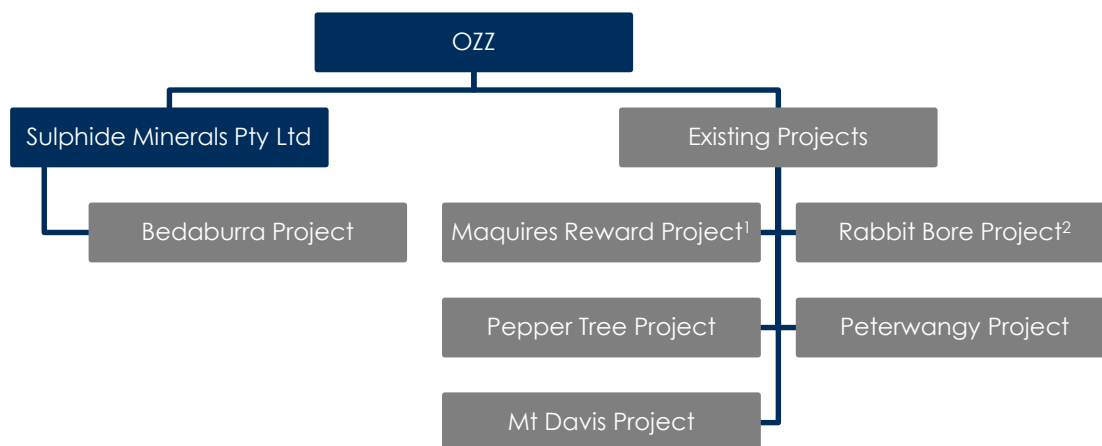 OZZ
Sulphide Minerals Pty Ltd
Existing Projects
Bedaburra Project
Maquires Reward Project¹
Rabbit Bore Project²
Pepper Tree Project
Peterwangy Project
Mt Davis Project